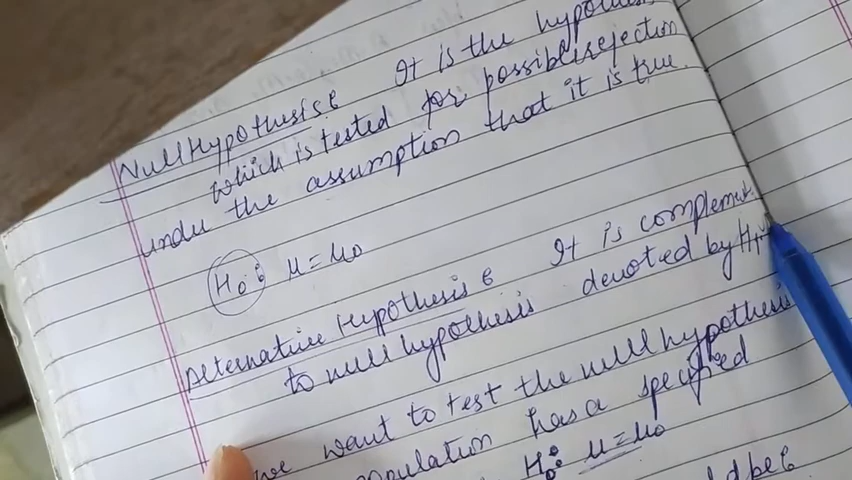 Null Hypothesis : It is the hypothesis
which is tested for possible rejection
under the assumption that it is true.
H₀ : μ = μ₀
Alternative Hypothesis : It is complement
to null hypothesis denoted by H₁
we want to test the null hypothesis
population has a specified
H₀ : μ = μ₀